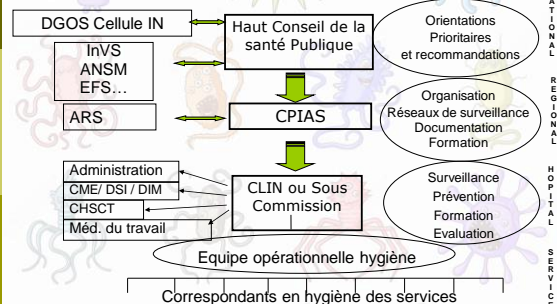 DGOS Cellule IN
Haut Conseil de la
santé Publique
Orientations
Prioritaires
et recommandations
InVS
ANSM
EFS…
ARS
CPIAS
Organisation
Réseaux de surveillance
Documentation
Formation
Administration
CME/ DSI / DIM
CHSCT
Méd. du travail
CLIN ou Sous
Commission
Surveillance
Prévention
Formation
Evaluation
Equipe opérationnelle hygiène
Correspondants en hygiène des services
REGIONAL
HOPITAL